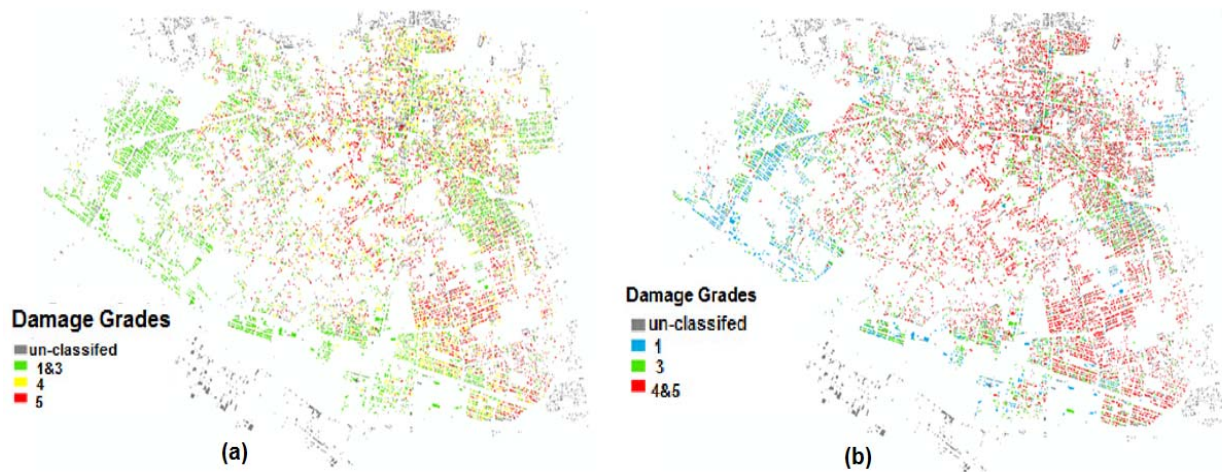 Damage Grades
un-classifed
1&3
4
5
(a)
Damage Grades
un-classifed
1
3
4&5
(b)